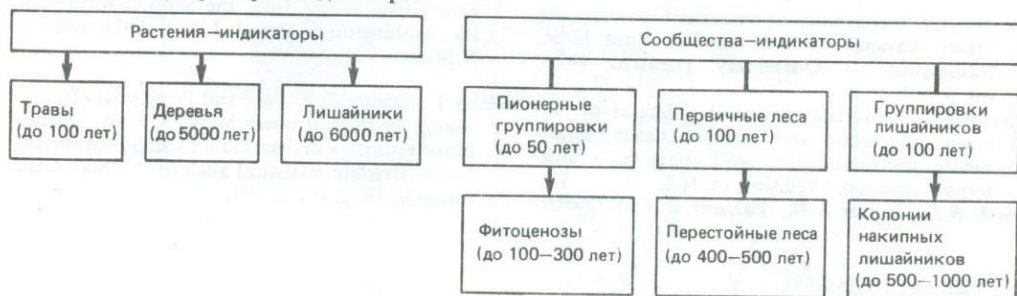 Растения–индикаторы
Сообщества–индикаторы
Травы
(до 100 лет)
Деревья
(до 5000 лет)
Лишайники
(до 6000 лет)
Пионерные
группировки
(до 50 лет)
Первичные леса
(до 100 лет)
Группировки
лишайников
(до 100 лет)
Фитоценозы
(до 100–300 лет)
Перестойные леса
(до 400–500 лет)
Колонии
накипных
лишайников
(до 500–1000 лет)